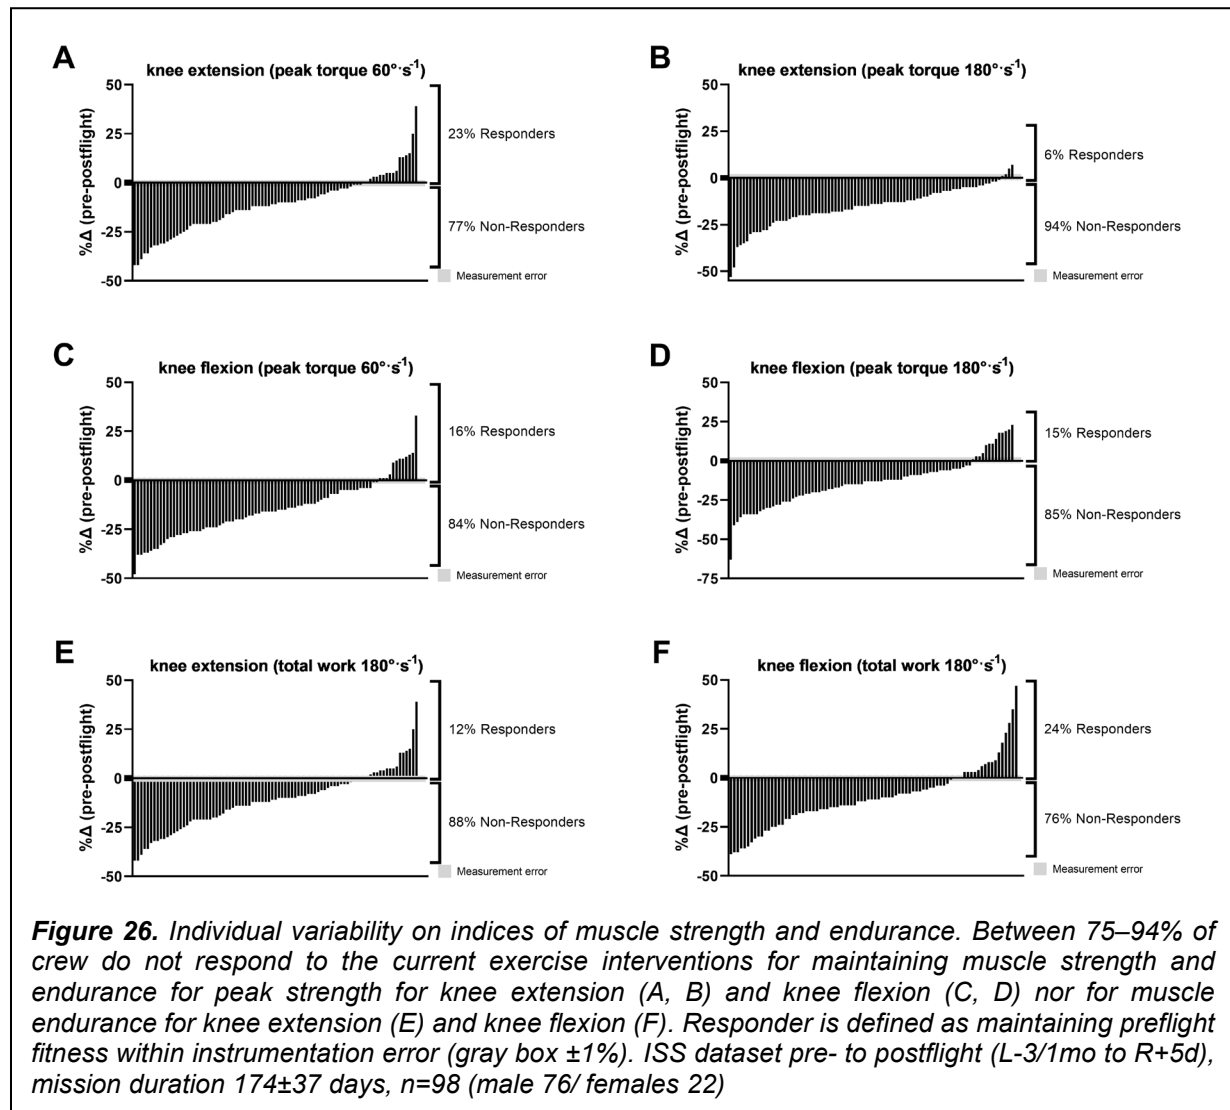 A
knee extension (peak torque 60°·s⁻¹)
%Δ (pre-postflight)
50
25
0
-25
-50
23% Responders
77% Non-Responders
Measurement error
B
knee extension (peak torque 180°·s⁻¹)
%Δ (pre-postflight)
50
25
0
-25
-50
6% Responders
94% Non-Responders
Measurement error
C
knee flexion (peak torque 60°·s⁻¹)
%Δ (pre-postflight)
50
25
0
-25
-50
16% Responders
84% Non-Responders
Measurement error
D
knee flexion (peak torque 180°·s⁻¹)
%Δ (pre-postflight)
50
25
0
-25
-50
-75
15% Responders
85% Non-Responders
Measurement error
E
knee extension (total work 180°·s⁻¹)
%Δ (pre-postflight)
50
25
0
-25
-50
12% Responders
88% Non-Responders
Measurement error
F
knee flexion (total work 180°·s⁻¹)
%Δ (pre-postflight)
50
25
0
-25
-50
24% Responders
76% Non-Responders
Measurement error
Figure 26. Individual variability on indices of muscle strength and endurance. Between 75–94% of
crew do not respond to the current exercise interventions for maintaining muscle strength and
endurance for peak strength for knee extension (A, B) and knee flexion (C, D) nor for muscle
endurance for knee extension (E) and knee flexion (F). Responder is defined as maintaining preflight
fitness within instrumentation error (gray box ±1%). ISS dataset pre- to postflight (L-3/1mo to R+5d),
mission duration 174±37 days, n=98 (male 76/ females 22)